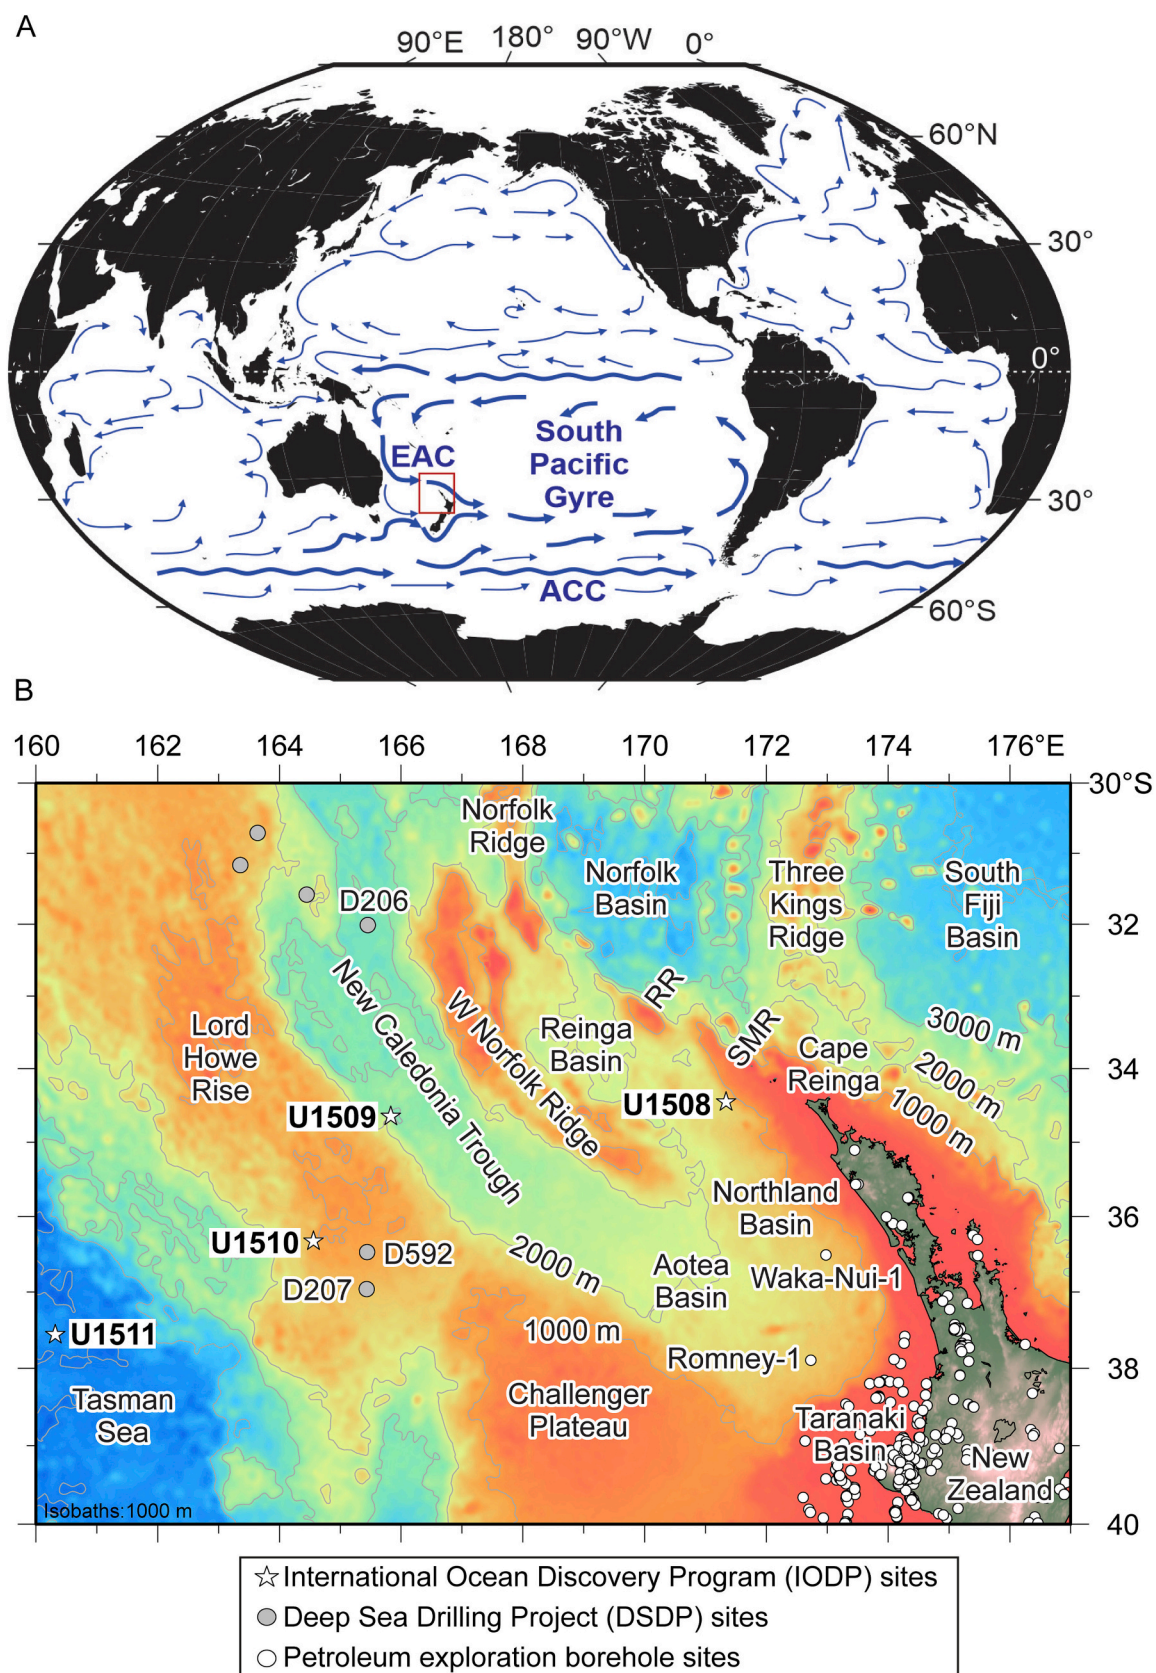 A
90°E 180° 90°W 0°
60°N
30°
0°
EAC
South
Pacific
Gyre
30°
ACC
60°S
B
160 162 164 166 168 170 172 174 176°E
30°S
Norfolk
Ridge
Norfolk
Basin
Three
Kings
Ridge
South
Fiji
Basin
D206
32
New Caledonia Trough
W Norfolk Ridge
RR
SMR
3000 m
Lord
Howe
Rise
Reinga
Basin
Cape
Reinga
2000 m
34
1000 m
U1509
U1508
Northland
Basin
36
U1510
D592
2000 m
Aotea
Basin
Waka-Nui-1
D207
U1511
1000 m
Romney-1
38
Tasman
Sea
Challenger
Plateau
Taranaki
Basin
New
Zealand
Isobaths:1000 m
40
International Ocean Discovery Program (IODP) sites
Deep Sea Drilling Project (DSDP) sites
Petroleum exploration borehole sites